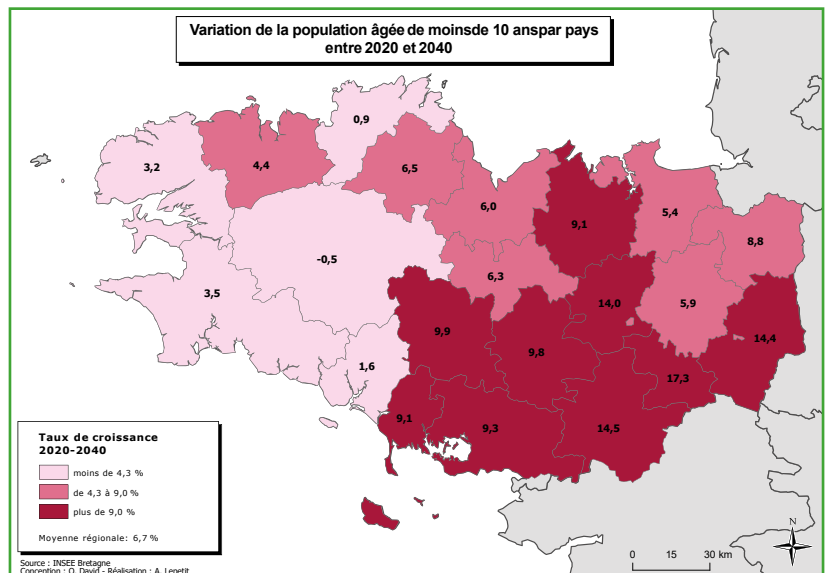 Variation de la population âgée de moinsde 10 anspar pays
entre 2020 et 2040
0,9
3,2
4,4
6,5
6,0
9,1
5,4
8,8
-0,5
6,3
3,5
14,0
5,9
9,9
9,8
14,4
1,6
17,3
9,1
9,3
14,5
Taux de croissance
2020-2040
moins de 4,3 %
de 4,3 à 9,0 %
plus de 9,0 %
Moyenne régionale: 6,7 %
N
0 15 30 km
Source : INSEE Bretagne
Conception : O. David - Réalisation : A. Lepetit